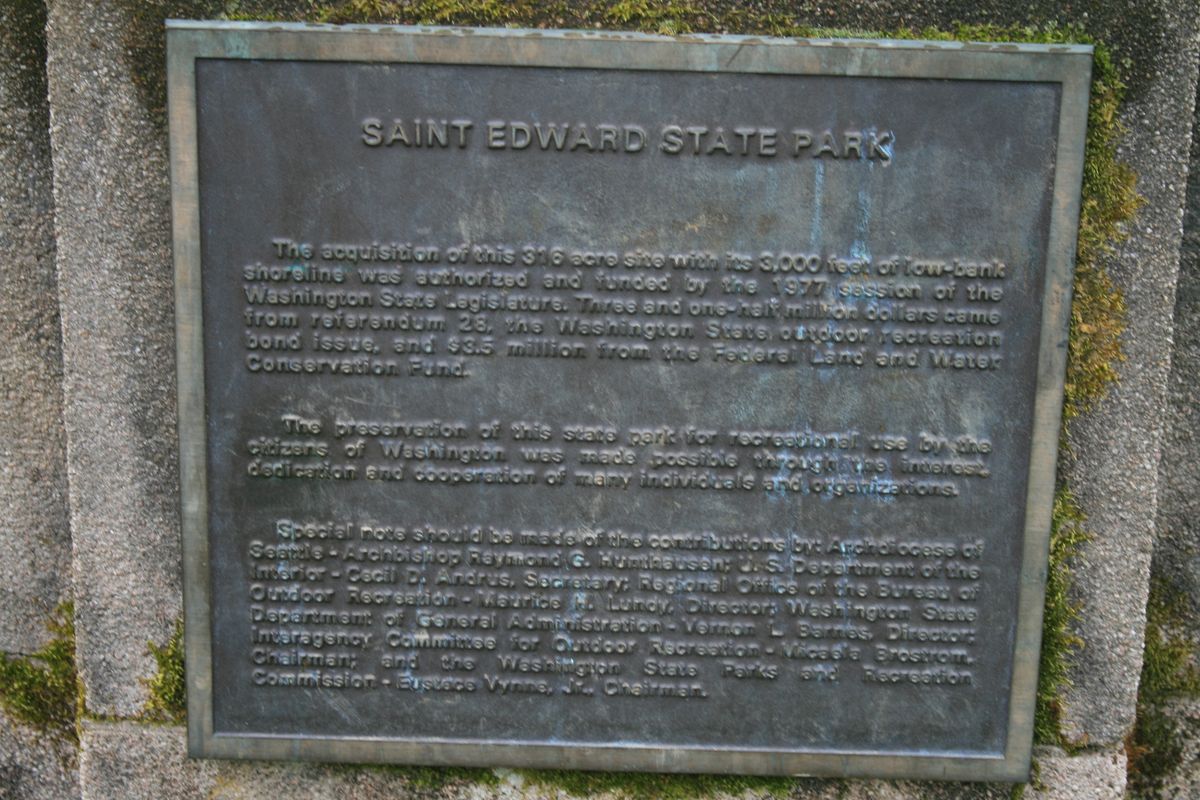 SAINT EDWARD STATE PARK
The acquisition of this 316 acre site with its 3,000 feet of low-bank
shoreline was authorized and funded by the 1977 session of the
Washington State Legislature. Three and one-half million dollars came
from referendum 28, the Washington State outdoor recreation
bond issue, and $3.5 million from the Federal Land and Water
Conservation Fund.
The preservation of this state park for recreational use by the
citizens of Washington was made possible through the interest,
dedication and cooperation of many individuals and organizations.
Special note should be made of the contributions by: Archdiocese of
Seattle - Archbishop Raymond G. Hunthausen; U. S. Department of the
Interior - Cecil D. Andrus, Secretary; Regional Office of the Bureau of
Outdoor Recreation - Maurice H. Lundy, Director; Washington State
Department of General Administration - Vernon L. Barnes, Director;
Interagency Committee for Outdoor Recreation - Micaela Brostrom,
Chairman; and the Washington State Parks and Recreation
Commission - Eustace Vynne, Jr., Chairman.